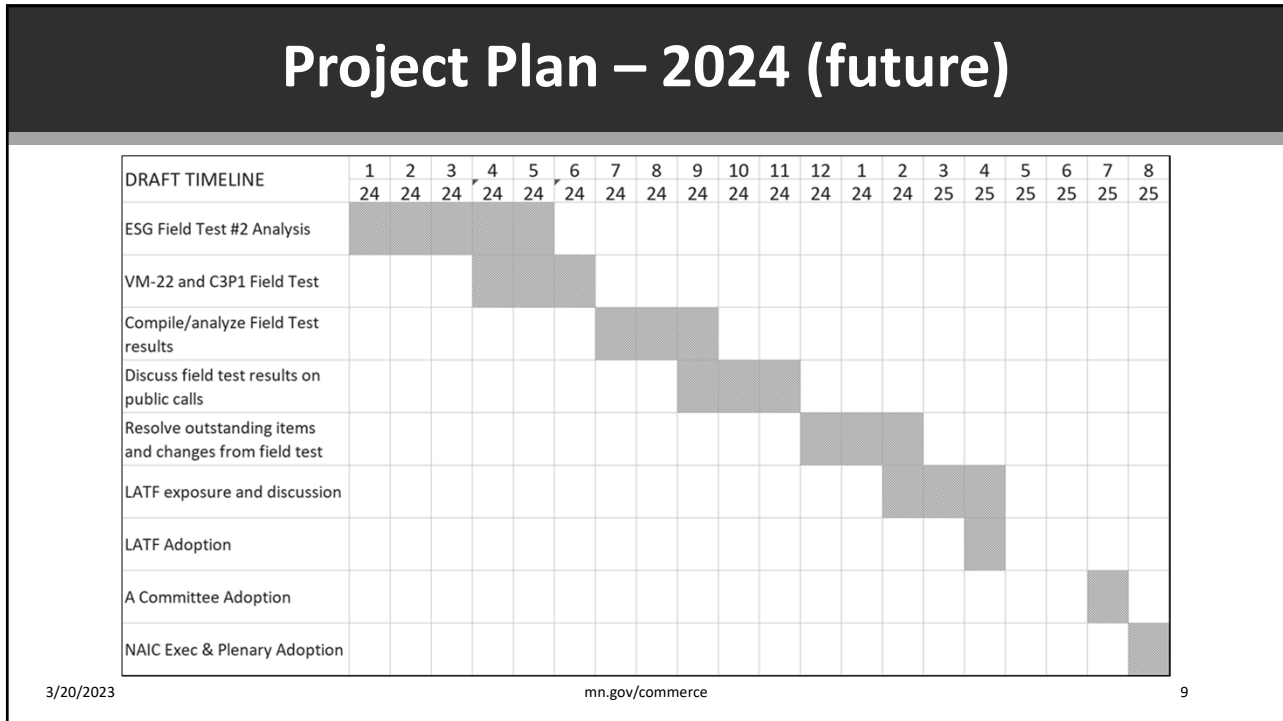 Project Plan – 2024 (future)
DRAFT TIMELINE
1 2 3 4 5 6 7 8 9 10 11 12 1 2 3 4 5 6 7 8
24 24 24 24 24 24 24 24 24 24 24 24 24 24 25 25 25 25 25 25
ESG Field Test #2 Analysis
VM-22 and C3P1 Field Test
Compile/analyze Field Test
results
Discuss field test results on
public calls
Resolve outstanding items
and changes from field test
LATF exposure and discussion
LATF Adoption
A Committee Adoption
NAIC Exec & Plenary Adoption
3/20/2023 mn.gov/commerce 9